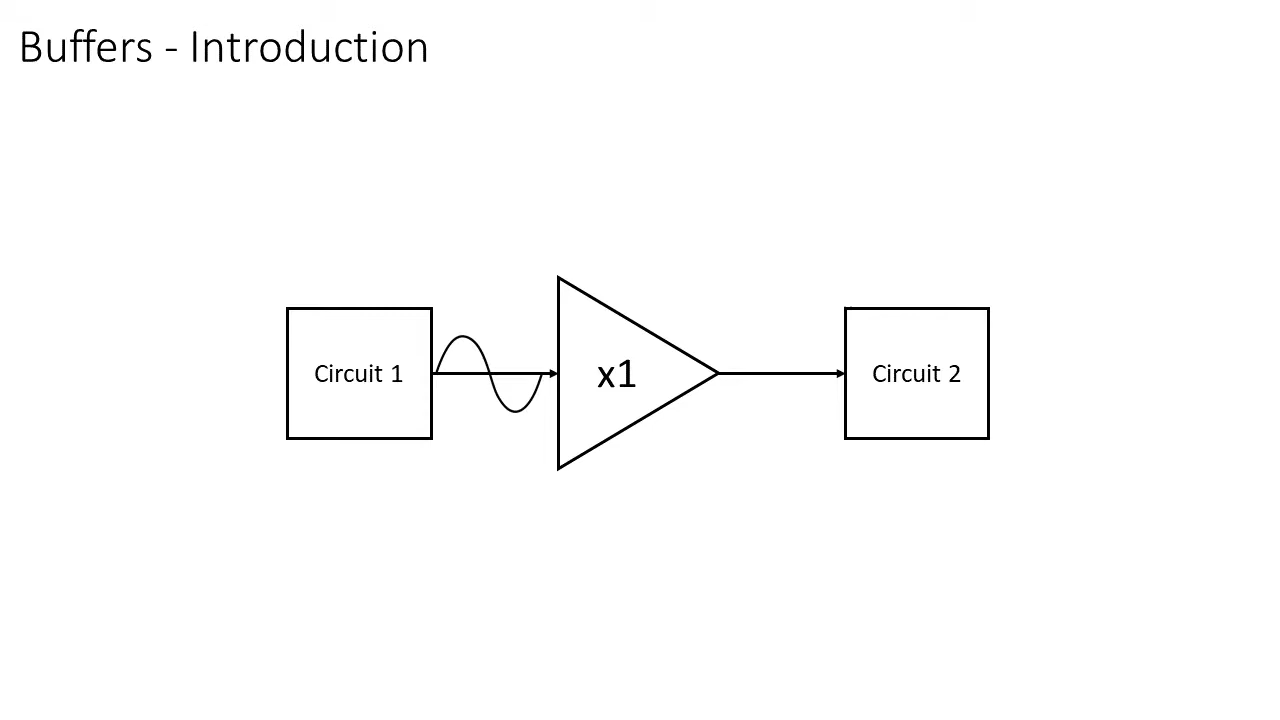 Buffers - Introduction
Circuit 1
x1
Circuit 2